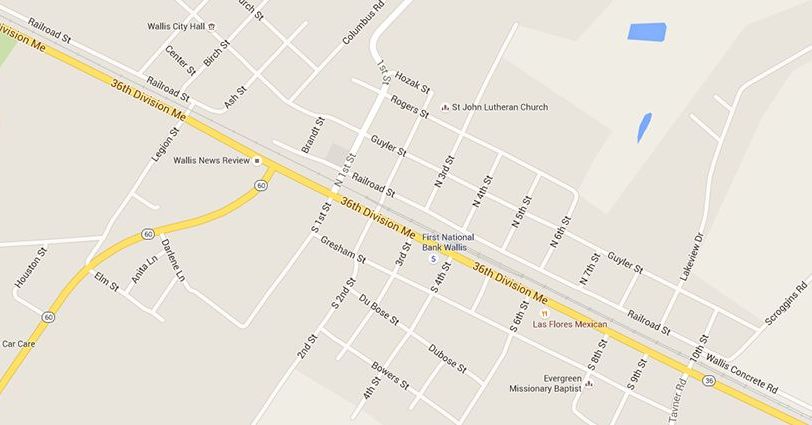 Railroad St
Division Me
Wallis City Hall
Center St
Birch St
urch St
Columbus Rd
36th Division Me
Railroad St
Ash St
1st St
Hozak St
Rogers St
St John Lutheran Church
Brandt St
Legion St
Wallis News Review
Guyler St
N 1st St
Railroad St
N 3rd St
N 4th St
N 5th St
N 6th St
60
S 1st St
36th Division Me
First National
Bank Wallis
Gresham St
3rd St
S 4th St
36th Division Me
N 7th St
Guyler St
Lakeview Dr
60
Houston St
Anita Ln
Darlene Ln
Elm St
60
Car Care
S 2nd St
Du Bose St
S 6th St
Las Flores Mexican
Railroad St
Scroggins Rd
2nd St
Dubose St
Bowers St
4th St
Evergreen
Missionary Baptist
S 8th St
S 9th St
10th St
Wallis Concrete Rd
36
Tavner Rd